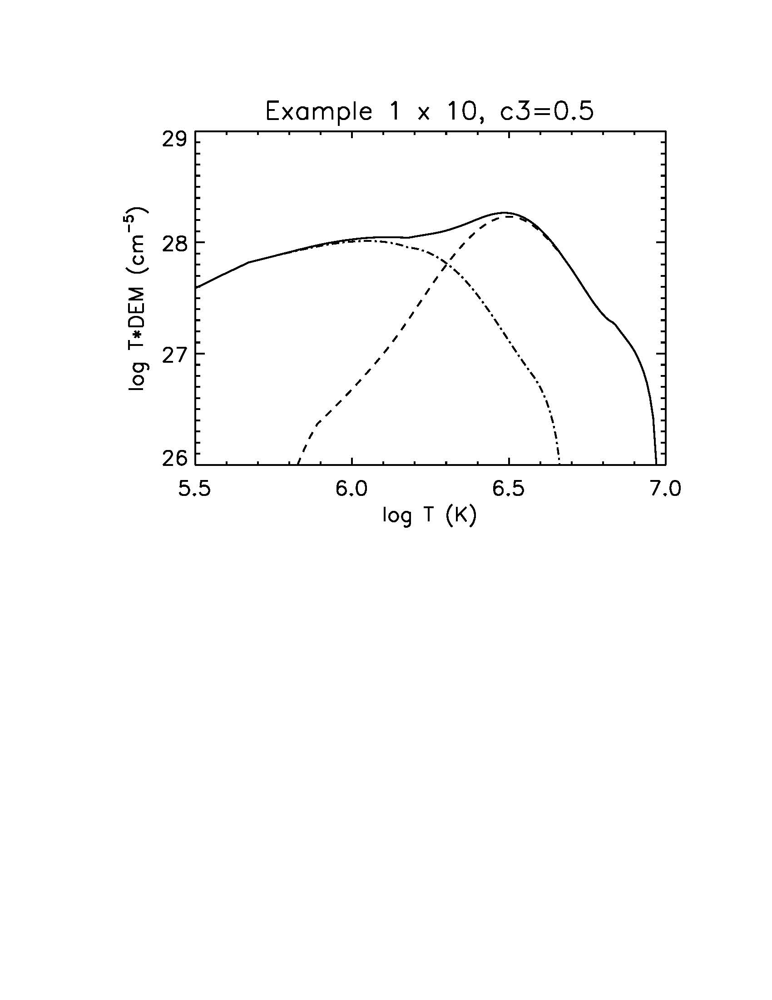 Example 1 x 10, c3=0.5
29
28
27
26
log T*DEM (cm⁻⁵)
5.5 6.0 6.5 7.0
log T (K)